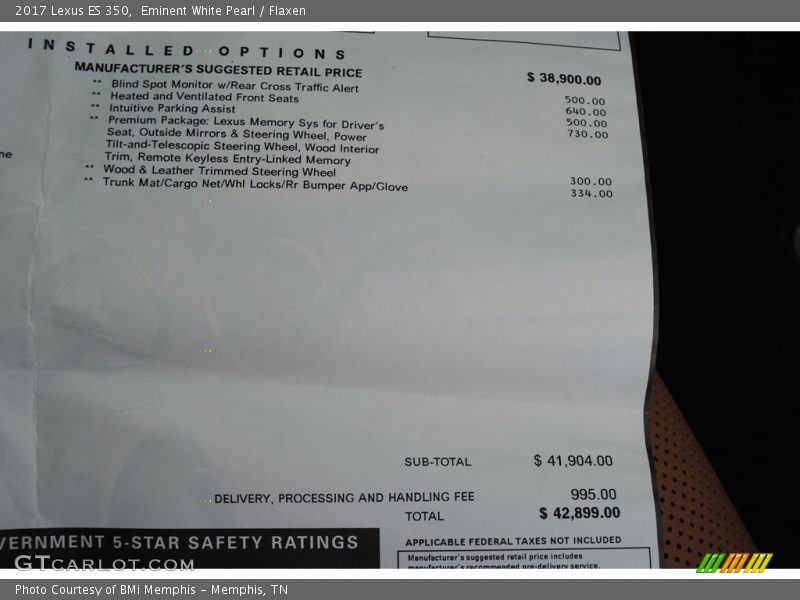 2017 Lexus ES 350, Eminent White Pearl / Flaxen
INSTALLED OPTIONS
MANUFACTURER'S SUGGESTED RETAIL PRICE $ 38,900.00
** Blind Spot Monitor w/Rear Cross Traffic Alert 500.00
** Heated and Ventilated Front Seats 640.00
** Intuitive Parking Assist 500.00
** Premium Package: Lexus Memory Sys for Driver's 730.00
Seat, Outside Mirrors & Steering Wheel, Power
Tilt-and-Telescopic Steering Wheel, Wood Interior
Trim, Remote Keyless Entry-Linked Memory
** Wood & Leather Trimmed Steering Wheel 300.00
** Trunk Mat/Cargo Net/Whl Locks/Rr Bumper App/Glove 334.00
SUB-TOTAL $ 41,904.00
DELIVERY, PROCESSING AND HANDLING FEE 995.00
TOTAL $ 42,899.00
APPLICABLE FEDERAL TAXES NOT INCLUDED
VERNMENT 5-STAR SAFETY RATINGS
Manufacturer's suggested retail price includes
manufacturer's recommended pre-delivery service.
GTCarLot.com
Photo Courtesy of BMi Memphis - Memphis, TN